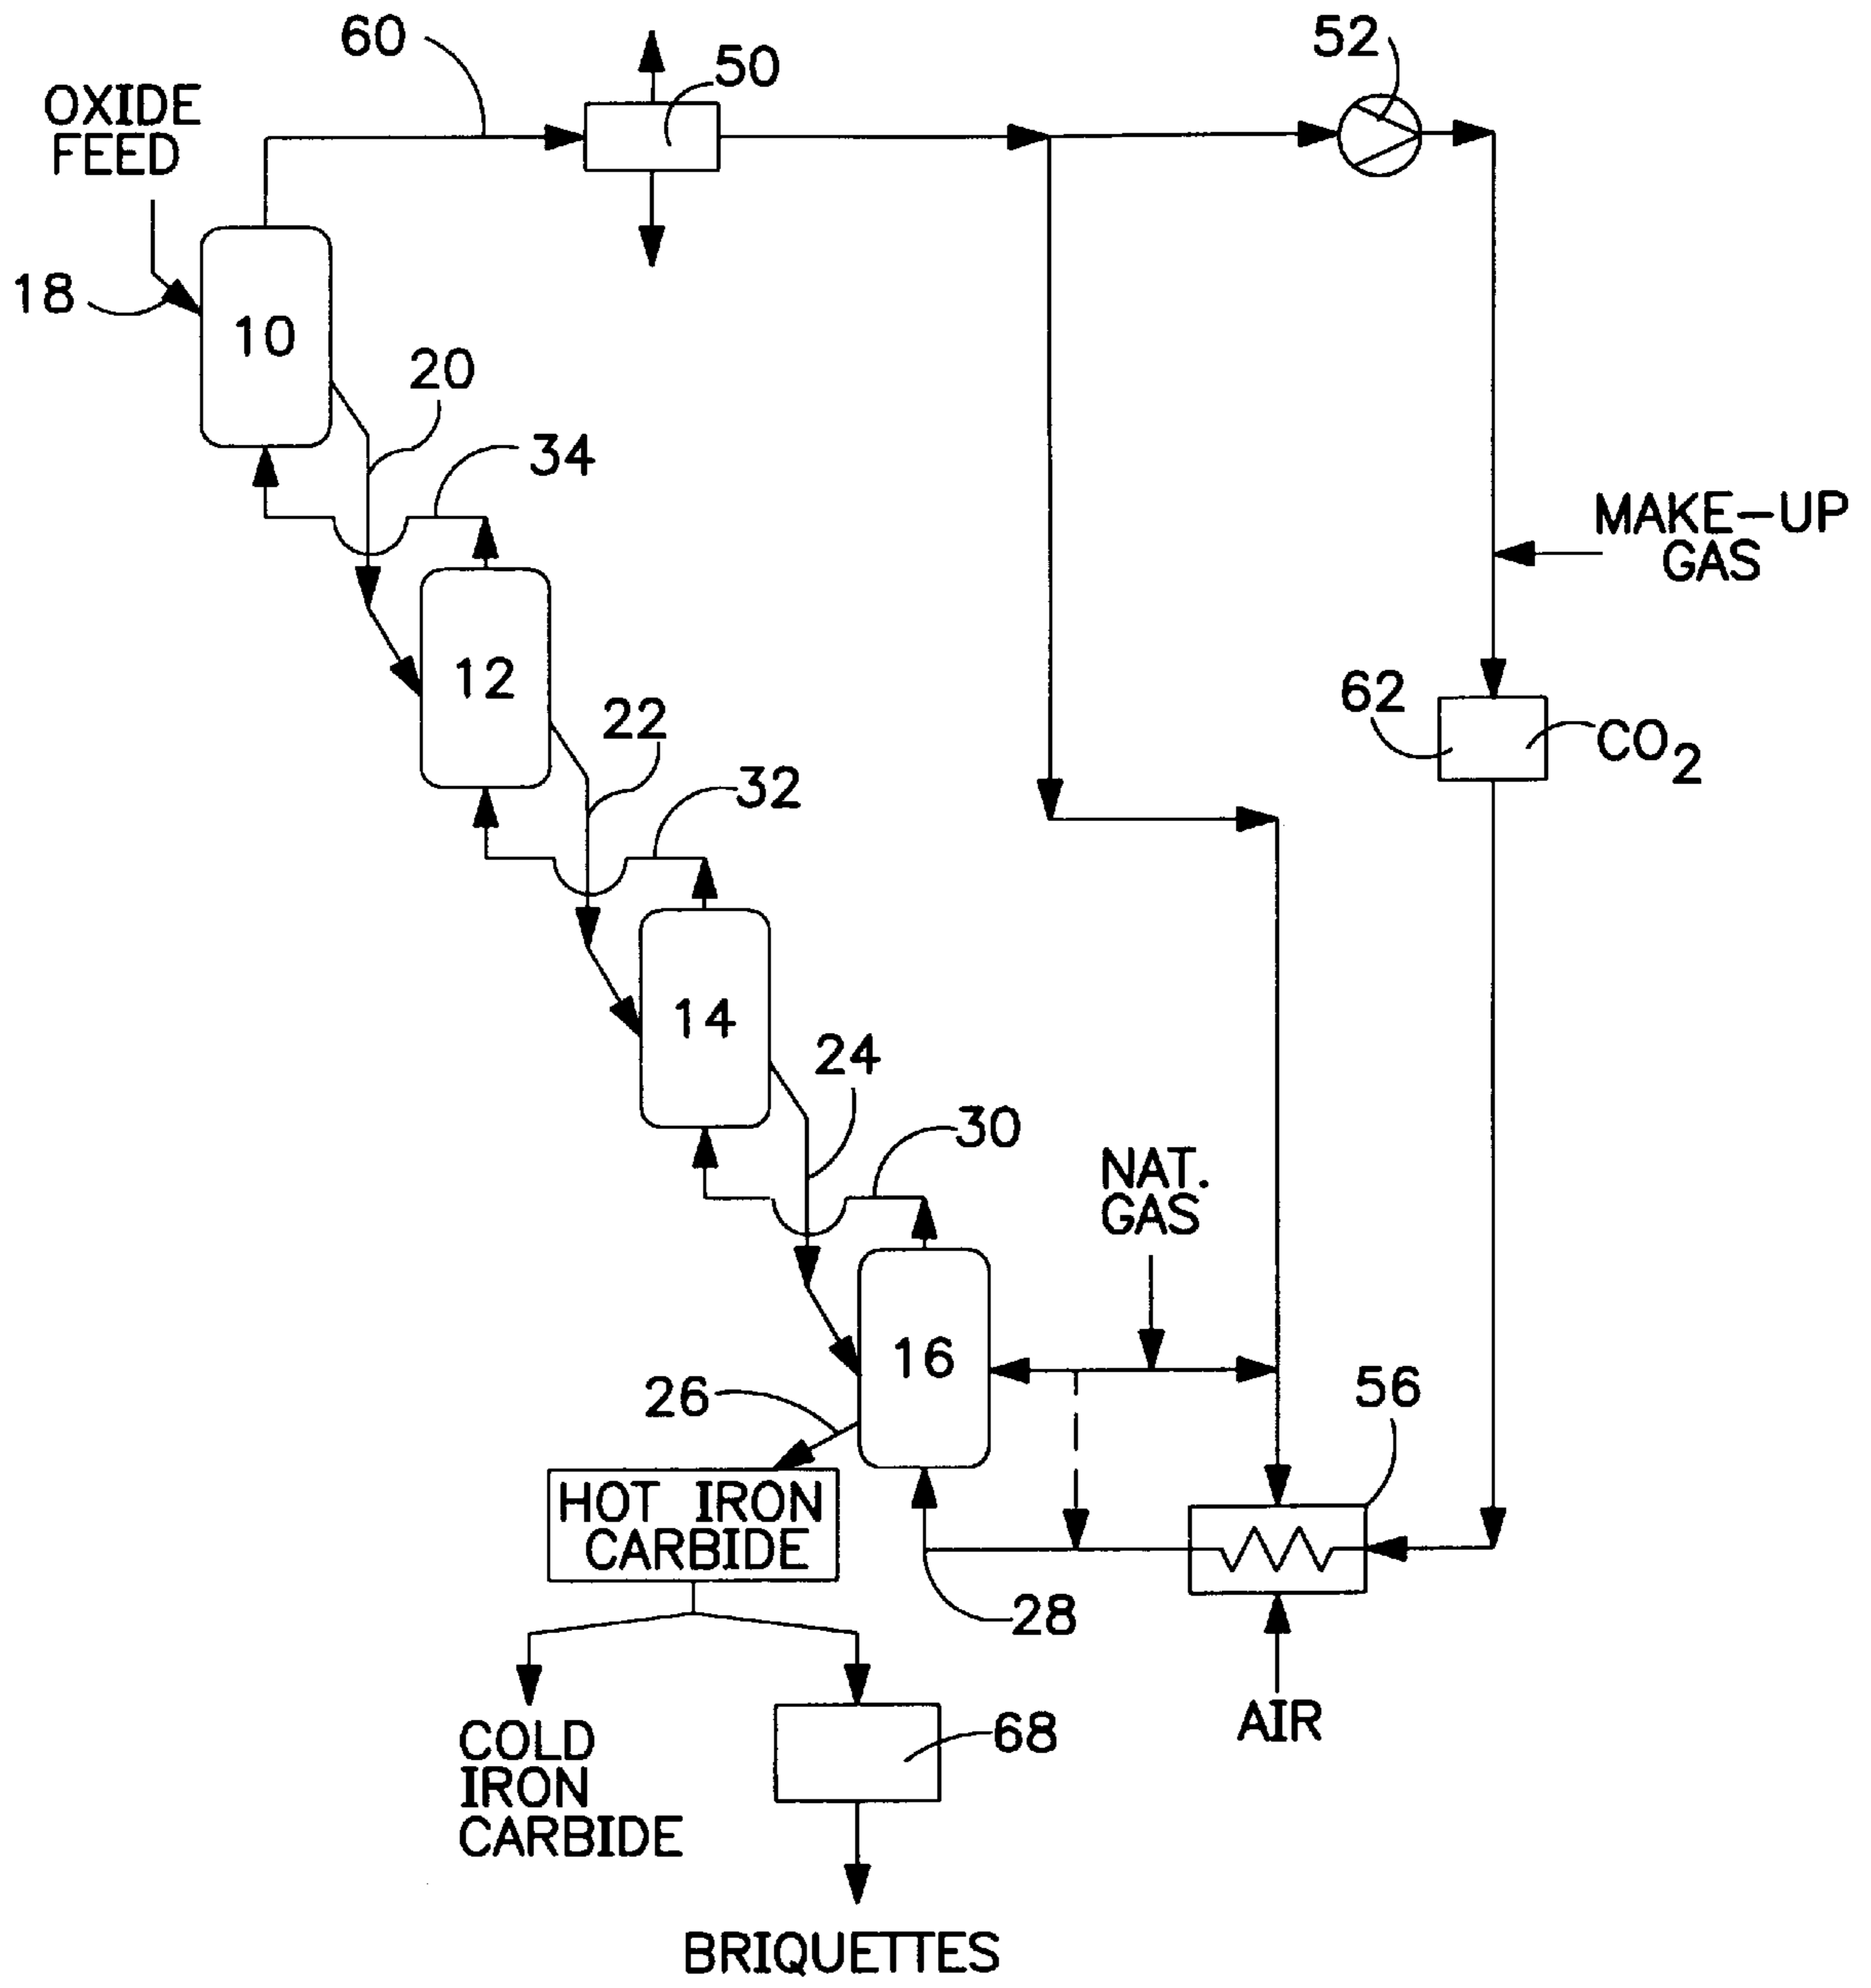 60
50
52
OXIDE
FEED
18
10
20
34
MAKE-UP
GAS
12
62
CO2
22
32
14
24
30
NAT.
GAS
16
26
56
HOT IRON
CARBIDE
28
68
AIR
COLD
IRON
CARBIDE
BRIQUETTES